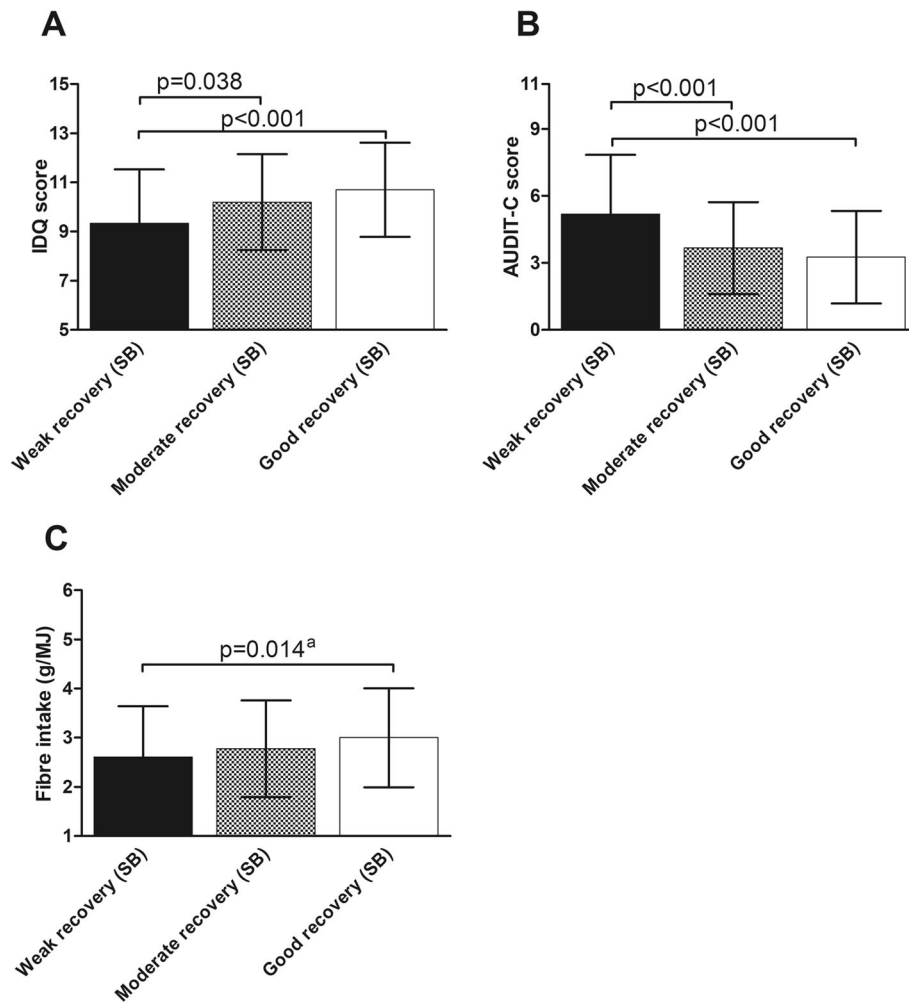 A
IDQ score
15
13
11
9
7
5
p=0.038
p<0.001
Weak recovery (SB)
Moderate recovery (SB)
Good recovery (SB)
B
AUDIT-C score
11
9
6
3
0
p<0.001
p<0.001
Weak recovery (SB)
Moderate recovery (SB)
Good recovery (SB)
C
Fibre intake (g/MJ)
6
5
4
3
2
1
p=0.014ᵃ
Weak recovery (SB)
Moderate recovery (SB)
Good recovery (SB)